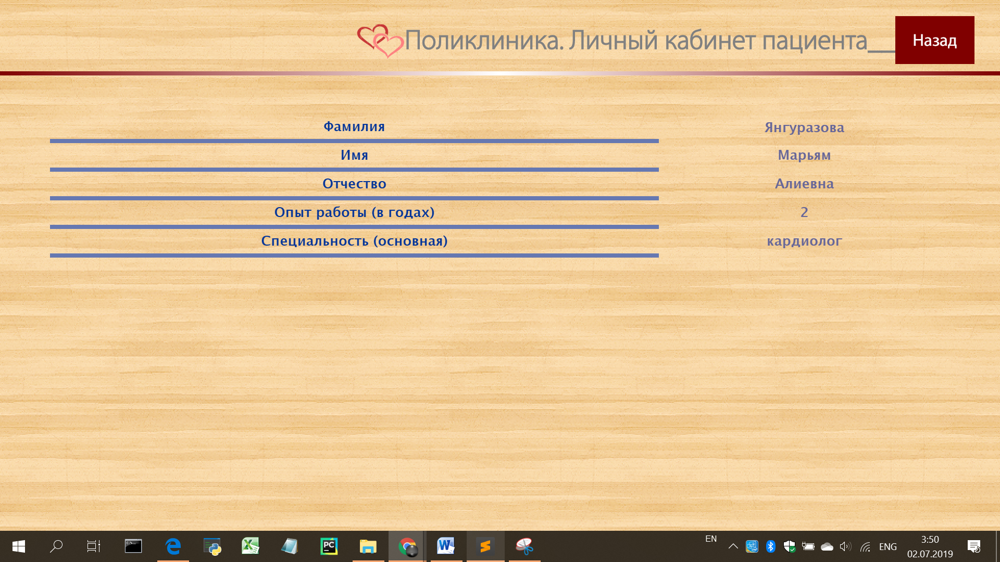 Поликлиника. Личный кабинет пациента__
Назад
Фамилия Янгуразова
Имя Марьям
Отчество Алиевна
Опыт работы (в годах) 2
Специальность (основная) кардиолог
EN
ENG
3:50
02.07.2019